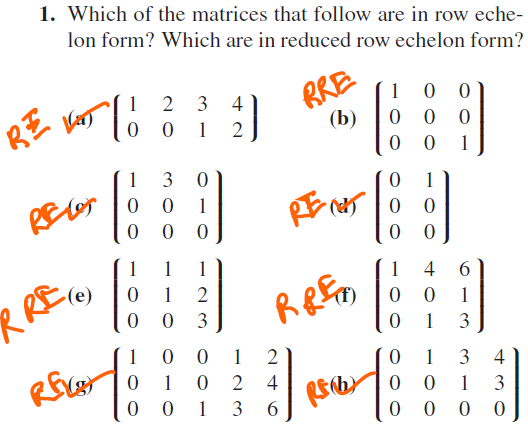 1. Which of the matrices that follow are in row eche-
lon form? Which are in reduced row echelon form?
RE (a) 1 2 3 4 RRE (b) 1 0 0
0 0 1 2 0 0 0
0 0 1
RE (c) 1 3 0 RE (d) 0 1
0 0 1 0 0
0 0 0 0 0
RRE (e) 1 1 1 RRE (f) 1 4 6
0 1 2 0 0 1
0 0 3 0 1 3
RE (g) 1 0 0 1 2 RE (h) 0 1 3 4
0 1 0 2 4 0 0 1 3
0 0 1 3 6 0 0 0 0